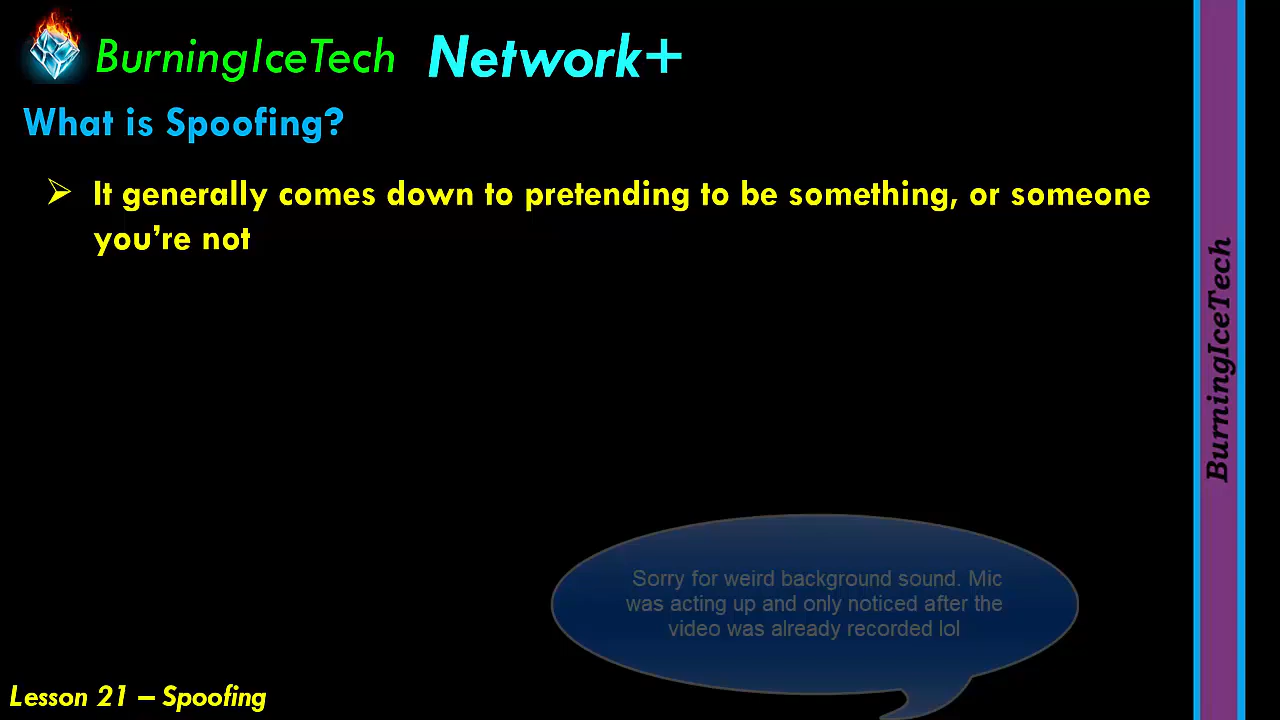 BurningIceTech Network+
What is Spoofing?
It generally comes down to pretending to be something, or someone
you’re not
BurningIceTech
Sorry for weird background sound. Mic
was acting up and only noticed after the
video was already recorded lol
Lesson 21 – Spoofing